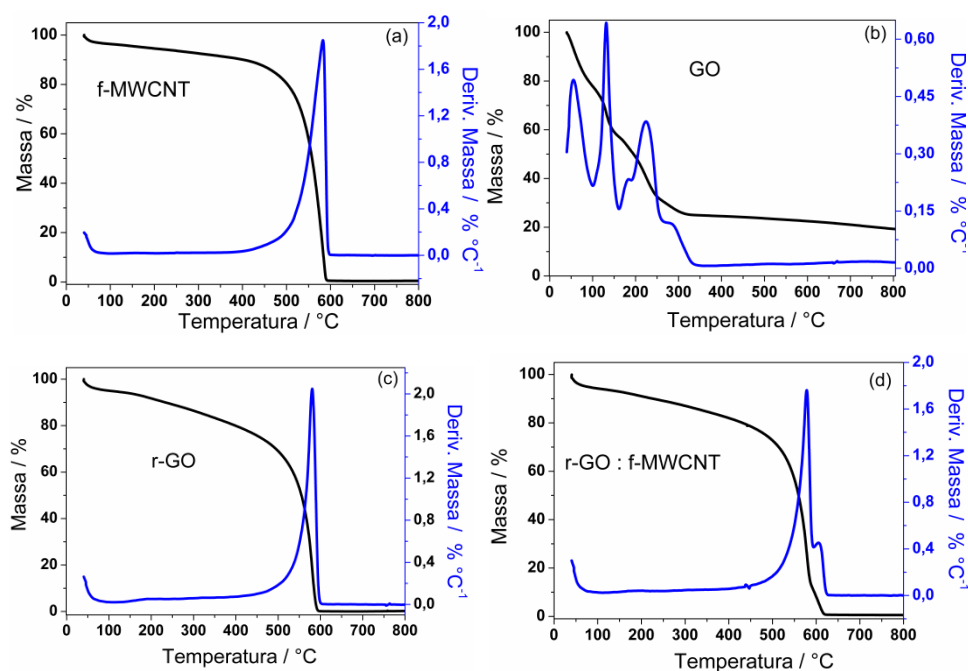 (a)
f-MWCNT
Massa / %
100
80
60
40
20
0
0 100 200 300 400 500 600 700 800
Temperatura / °C
2,0
1,6
1,2
0,8
0,4
0,0
Deriv. Massa / % °C⁻¹
(b)
GO
Massa / %
100
80
60
40
20
0
0 100 200 300 400 500 600 700 800
Temperatura / °C
0,60
0,45
0,30
0,15
0,00
Deriv. Massa / % °C⁻¹
(c)
r-GO
Massa / %
100
80
60
40
20
0
0 100 200 300 400 500 600 700 800
Temperatura / °C
2,0
1,6
1,2
0,8
0,4
0,0
Deriv. Massa / % °C⁻¹
(d)
r-GO : f-MWCNT
Massa / %
100
80
60
40
20
0
0 100 200 300 400 500 600 700 800
Temperatura / °C
2,0
1,6
1,2
0,8
0,4
0,0
Deriv. Massa / % °C⁻¹